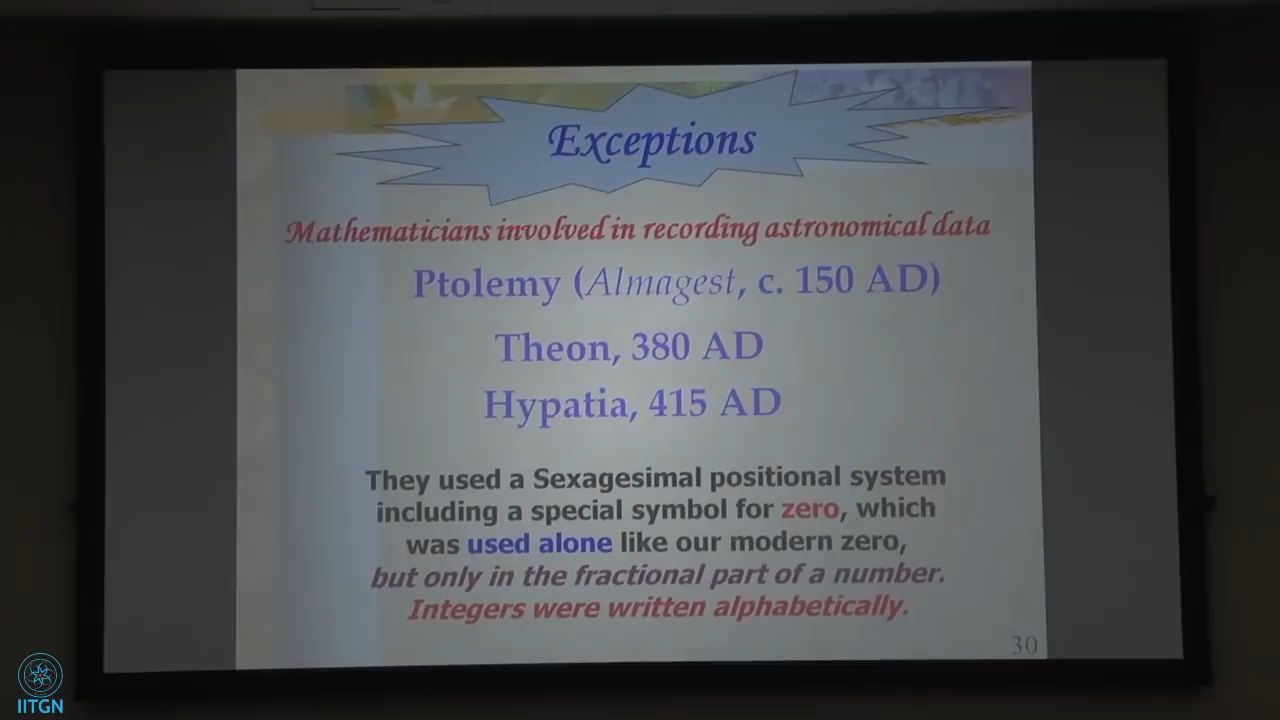 Exceptions
Mathematicians involved in recording astronomical data
Ptolemy (Almagest, c. 150 AD)
Theon, 380 AD
Hypatia, 415 AD
They used a Sexagesimal positional system
including a special symbol for zero, which
was used alone like our modern zero,
but only in the fractional part of a number.
Integers were written alphabetically.
30
IITGN